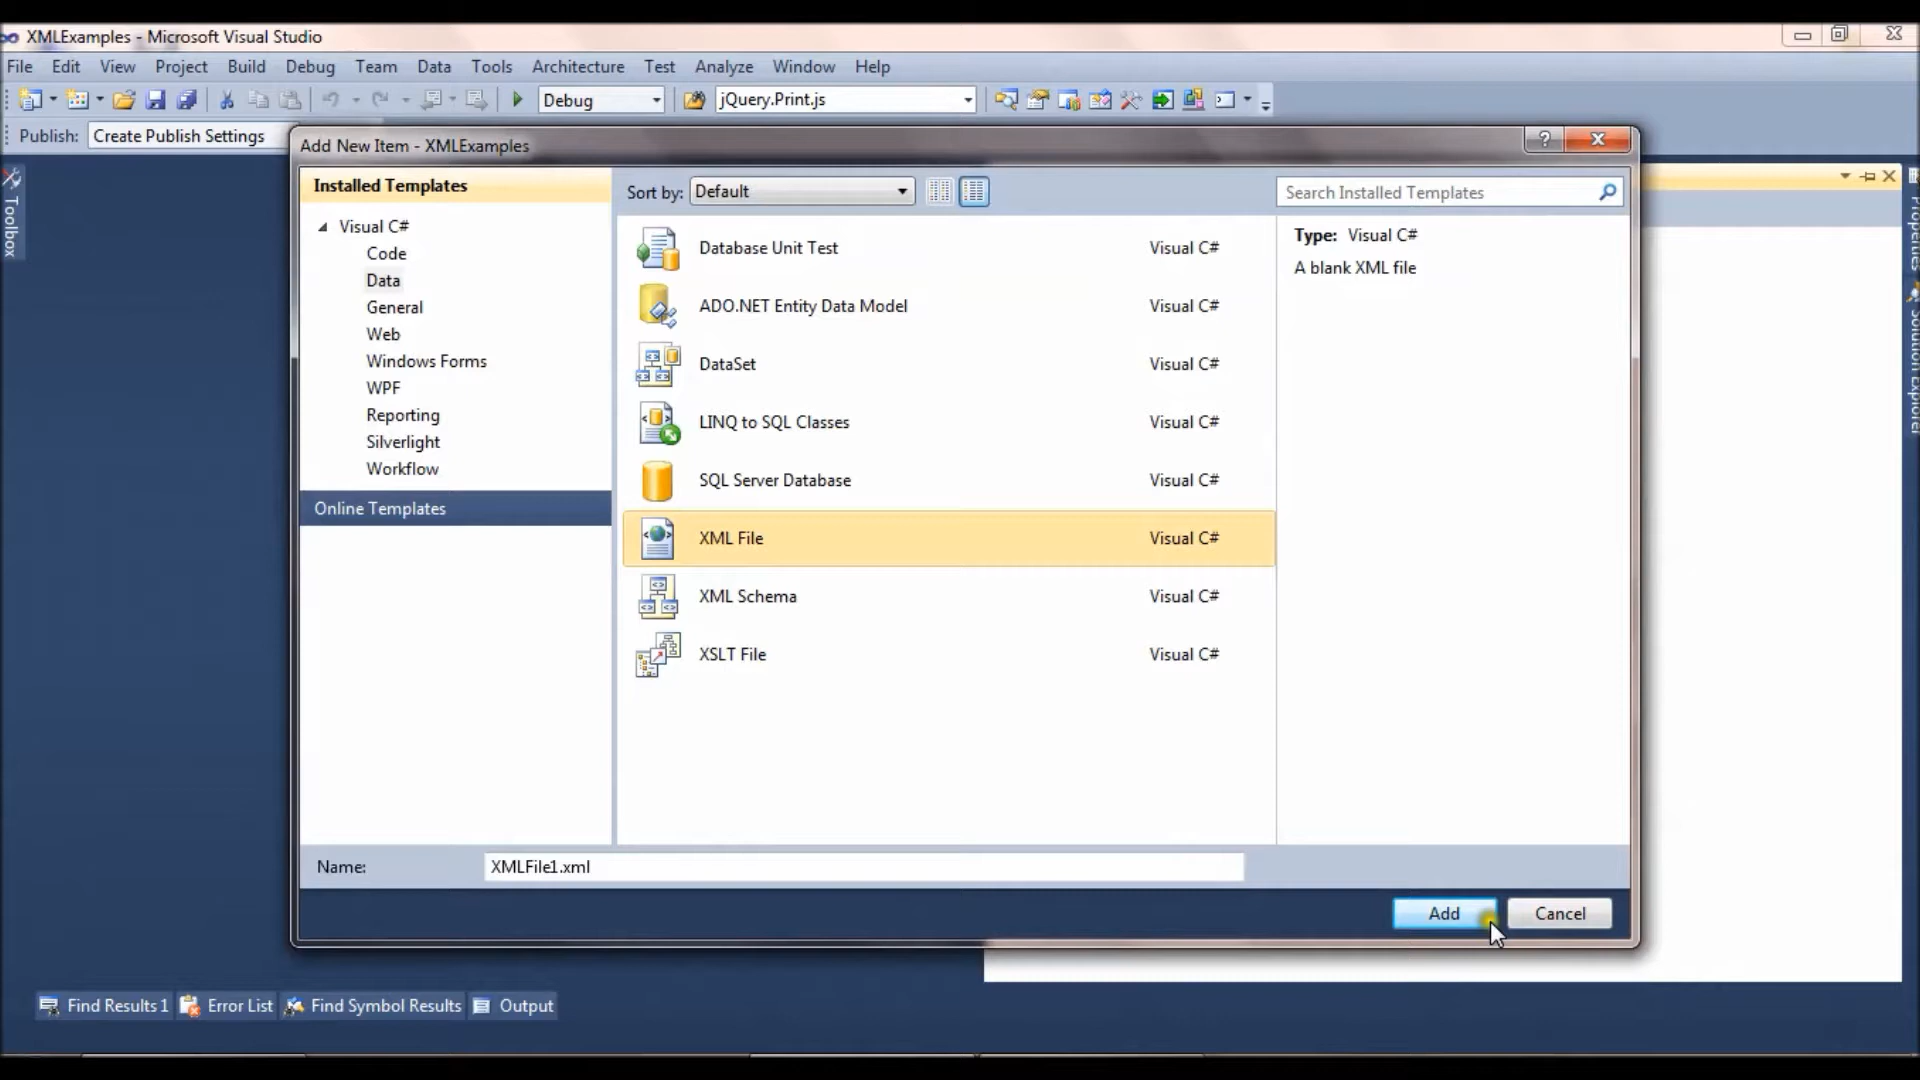 XMLExamples - Microsoft Visual Studio
File Edit View Project Build Debug Team Data Tools Architecture Test Analyze Window Help
Debug jQuery.Print.js
Publish: Create Publish Settings
Add New Item - XMLExamples
Toolbox
Installed Templates
Visual C#
Code
Data
General
Web
Windows Forms
WPF
Reporting
Silverlight
Workflow
Online Templates
Sort by: Default
Search Installed Templates
Database Unit Test Visual C#
ADO.NET Entity Data Model Visual C#
DataSet Visual C#
LINQ to SQL Classes Visual C#
SQL Server Database Visual C#
XML File Visual C#
XML Schema Visual C#
XSLT File Visual C#
Type: Visual C#
A blank XML file
Properties
Solution Explorer
Name: XMLFile1.xml
Add Cancel
Find Results 1 Error List Find Symbol Results Output